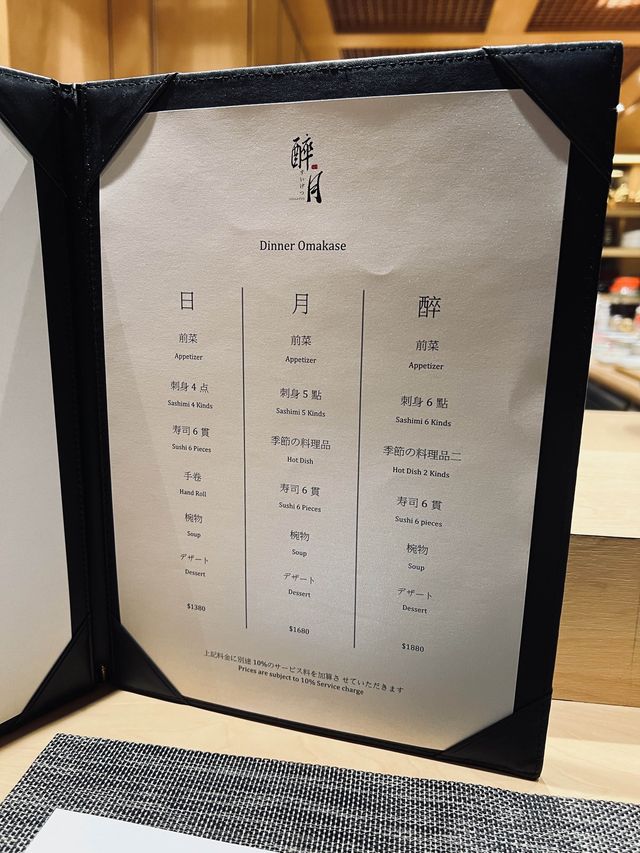 醉月
すいげつ
Dinner Omakase
日
前菜
Appetizer
刺身 4 点
Sashimi 4 Kinds
寿司 6 貫
Sushi 6 Pieces
手卷
Hand Roll
椀物
Soup
デザート
Dessert
$1380
月
前菜
Appetizer
刺身 5 點
Sashimi 5 Kinds
季節の料理品
Hot Dish
寿司 6 貫
Sushi 6 Pieces
椀物
Soup
デザート
Dessert
$1680
醉
前菜
Appetizer
刺身 6 點
Sashimi 6 Kinds
季節の料理品二
Hot Dish 2 Kinds
寿司 6 貫
Sushi 6 pieces
椀物
Soup
デザート
Dessert
$1880
上記料金に別途 10%のサービス料を加算さ せていただきます
Prices are subject to 10% Service charge